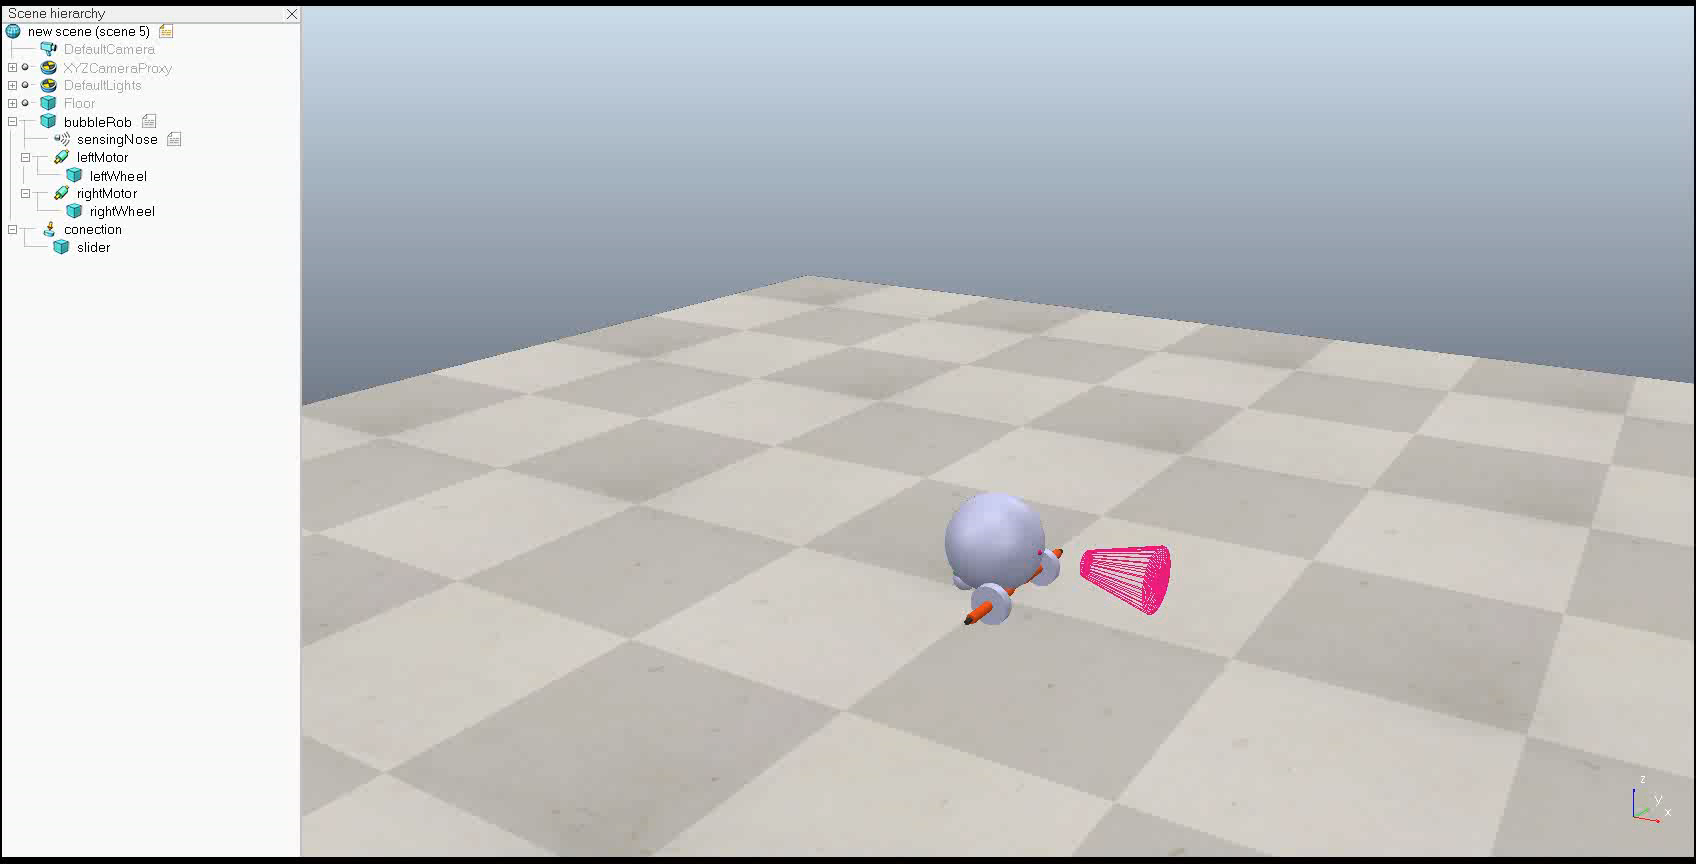 Scene hierarchy
new scene (scene 5)
DefaultCamera
XYZCameraProxy
DefaultLights
Floor
bubbleRob
sensingNose
leftMotor
leftWheel
rightMotor
rightWheel
conection
slider
z
y
x